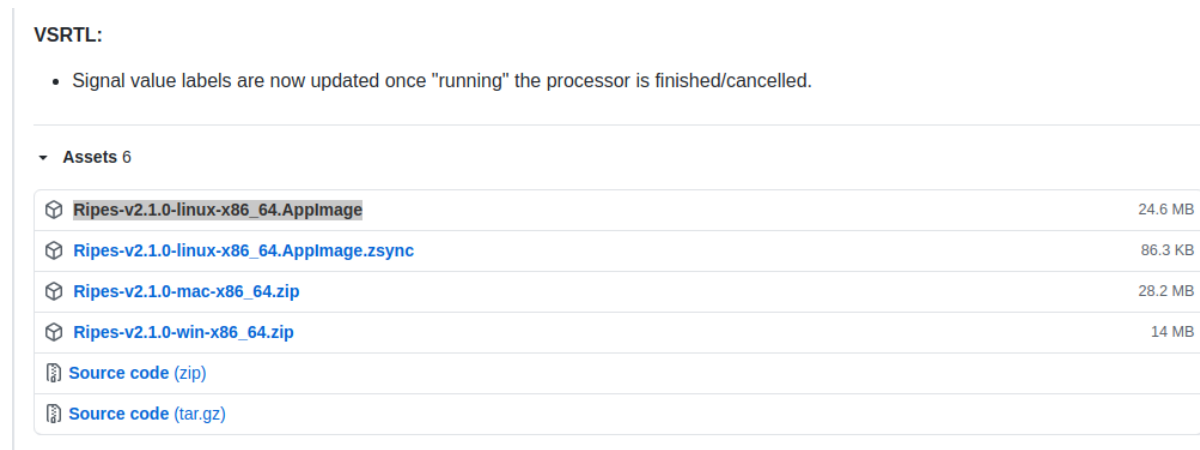 VSRTL:
• Signal value labels are now updated once "running" the processor is finished/cancelled.
Assets 6
Ripes-v2.1.0-linux-x86_64.AppImage 24.6 MB
Ripes-v2.1.0-linux-x86_64.AppImage.zsync 86.3 KB
Ripes-v2.1.0-mac-x86_64.zip 28.2 MB
Ripes-v2.1.0-win-x86_64.zip 14 MB
Source code (zip)
Source code (tar.gz)